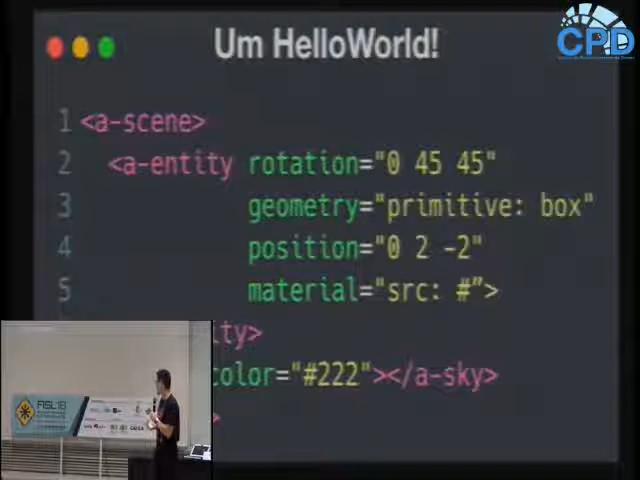 Um HelloWorld!
CPD
1 <a-scene>
2 <a-entity rotation="0 45 45"
3 geometry="primitive: box"
4 position="0 2 -2"
5 material="src: #”>
ity>
color="#222"></a-sky>
>
FISL18